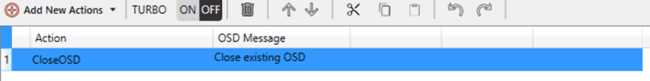 Add New Actions TURBO ON OFF
Action OSD Message
1 CloseOSD Close existing OSD